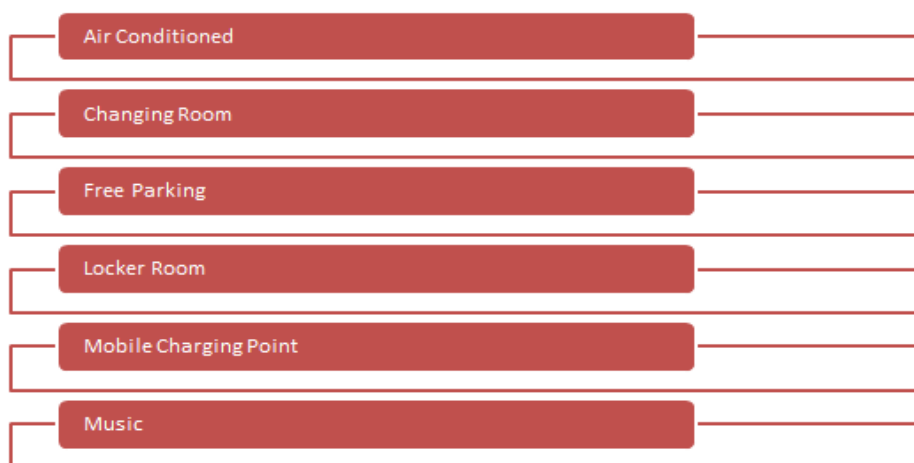 Air Conditioned
Changing Room
Free Parking
Locker Room
Mobile Charging Point
Music